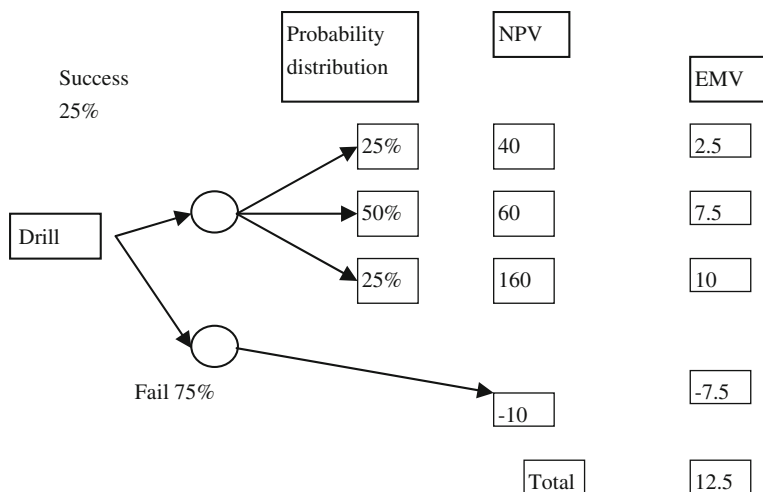 Probability
distribution
NPV
Success
25%
EMV
25%
40
2.5
50%
60
7.5
Drill
25%
160
10
Fail 75%
-10
-7.5
Total
12.5